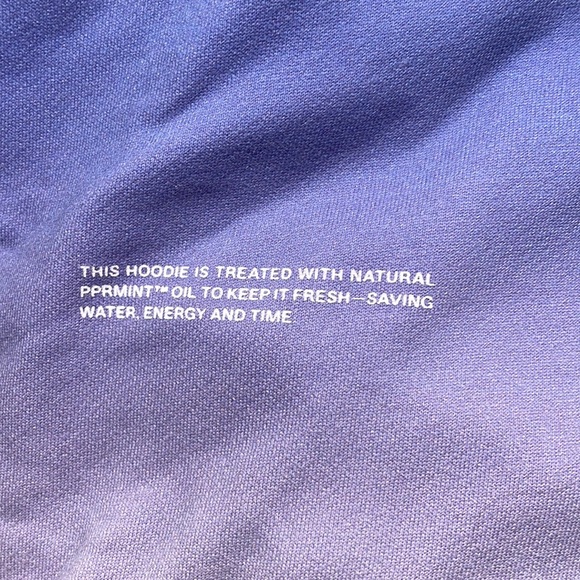 THIS HOODIE IS TREATED WITH NATURAL
PPRMINT™ OIL TO KEEP IT FRESH—SAVING
WATER, ENERGY AND TIME